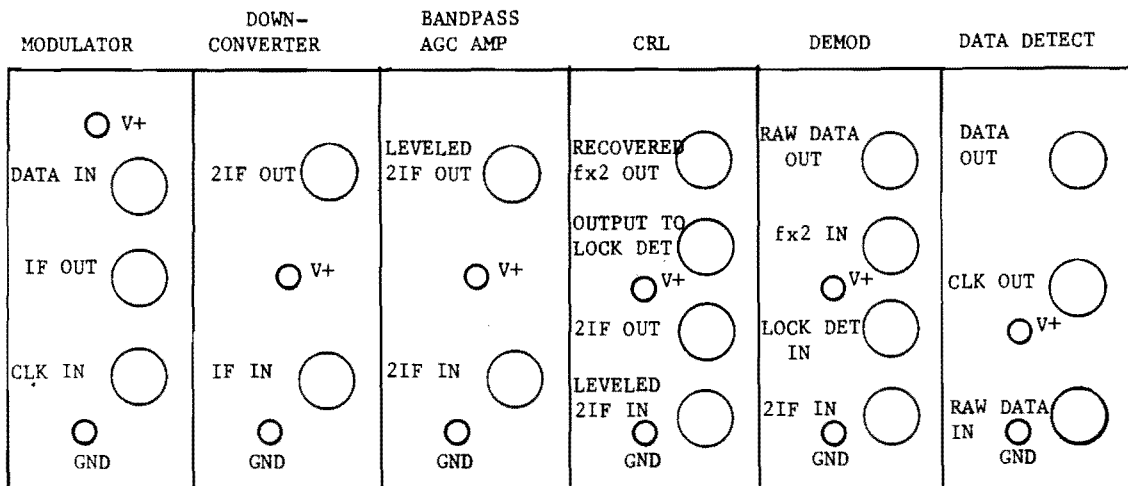 MODULATOR
DOWN-
CONVERTER
BANDPASS
AGC AMP
CRL
DEMOD
DATA DETECT
V+
DATA IN
IF OUT
CLK IN
GND
2IF OUT
V+
IF IN
GND
LEVELED
2IF OUT
V+
2IF IN
GND
RECOVERED
fx2 OUT
OUTPUT TO
LOCK DET
V+
2IF OUT
LEVELED
2IF IN
GND
RAW DATA
OUT
fx2 IN
V+
LOCK DET
IN
2IF IN
GND
DATA
OUT
CLK OUT
V+
RAW DATA
IN
GND